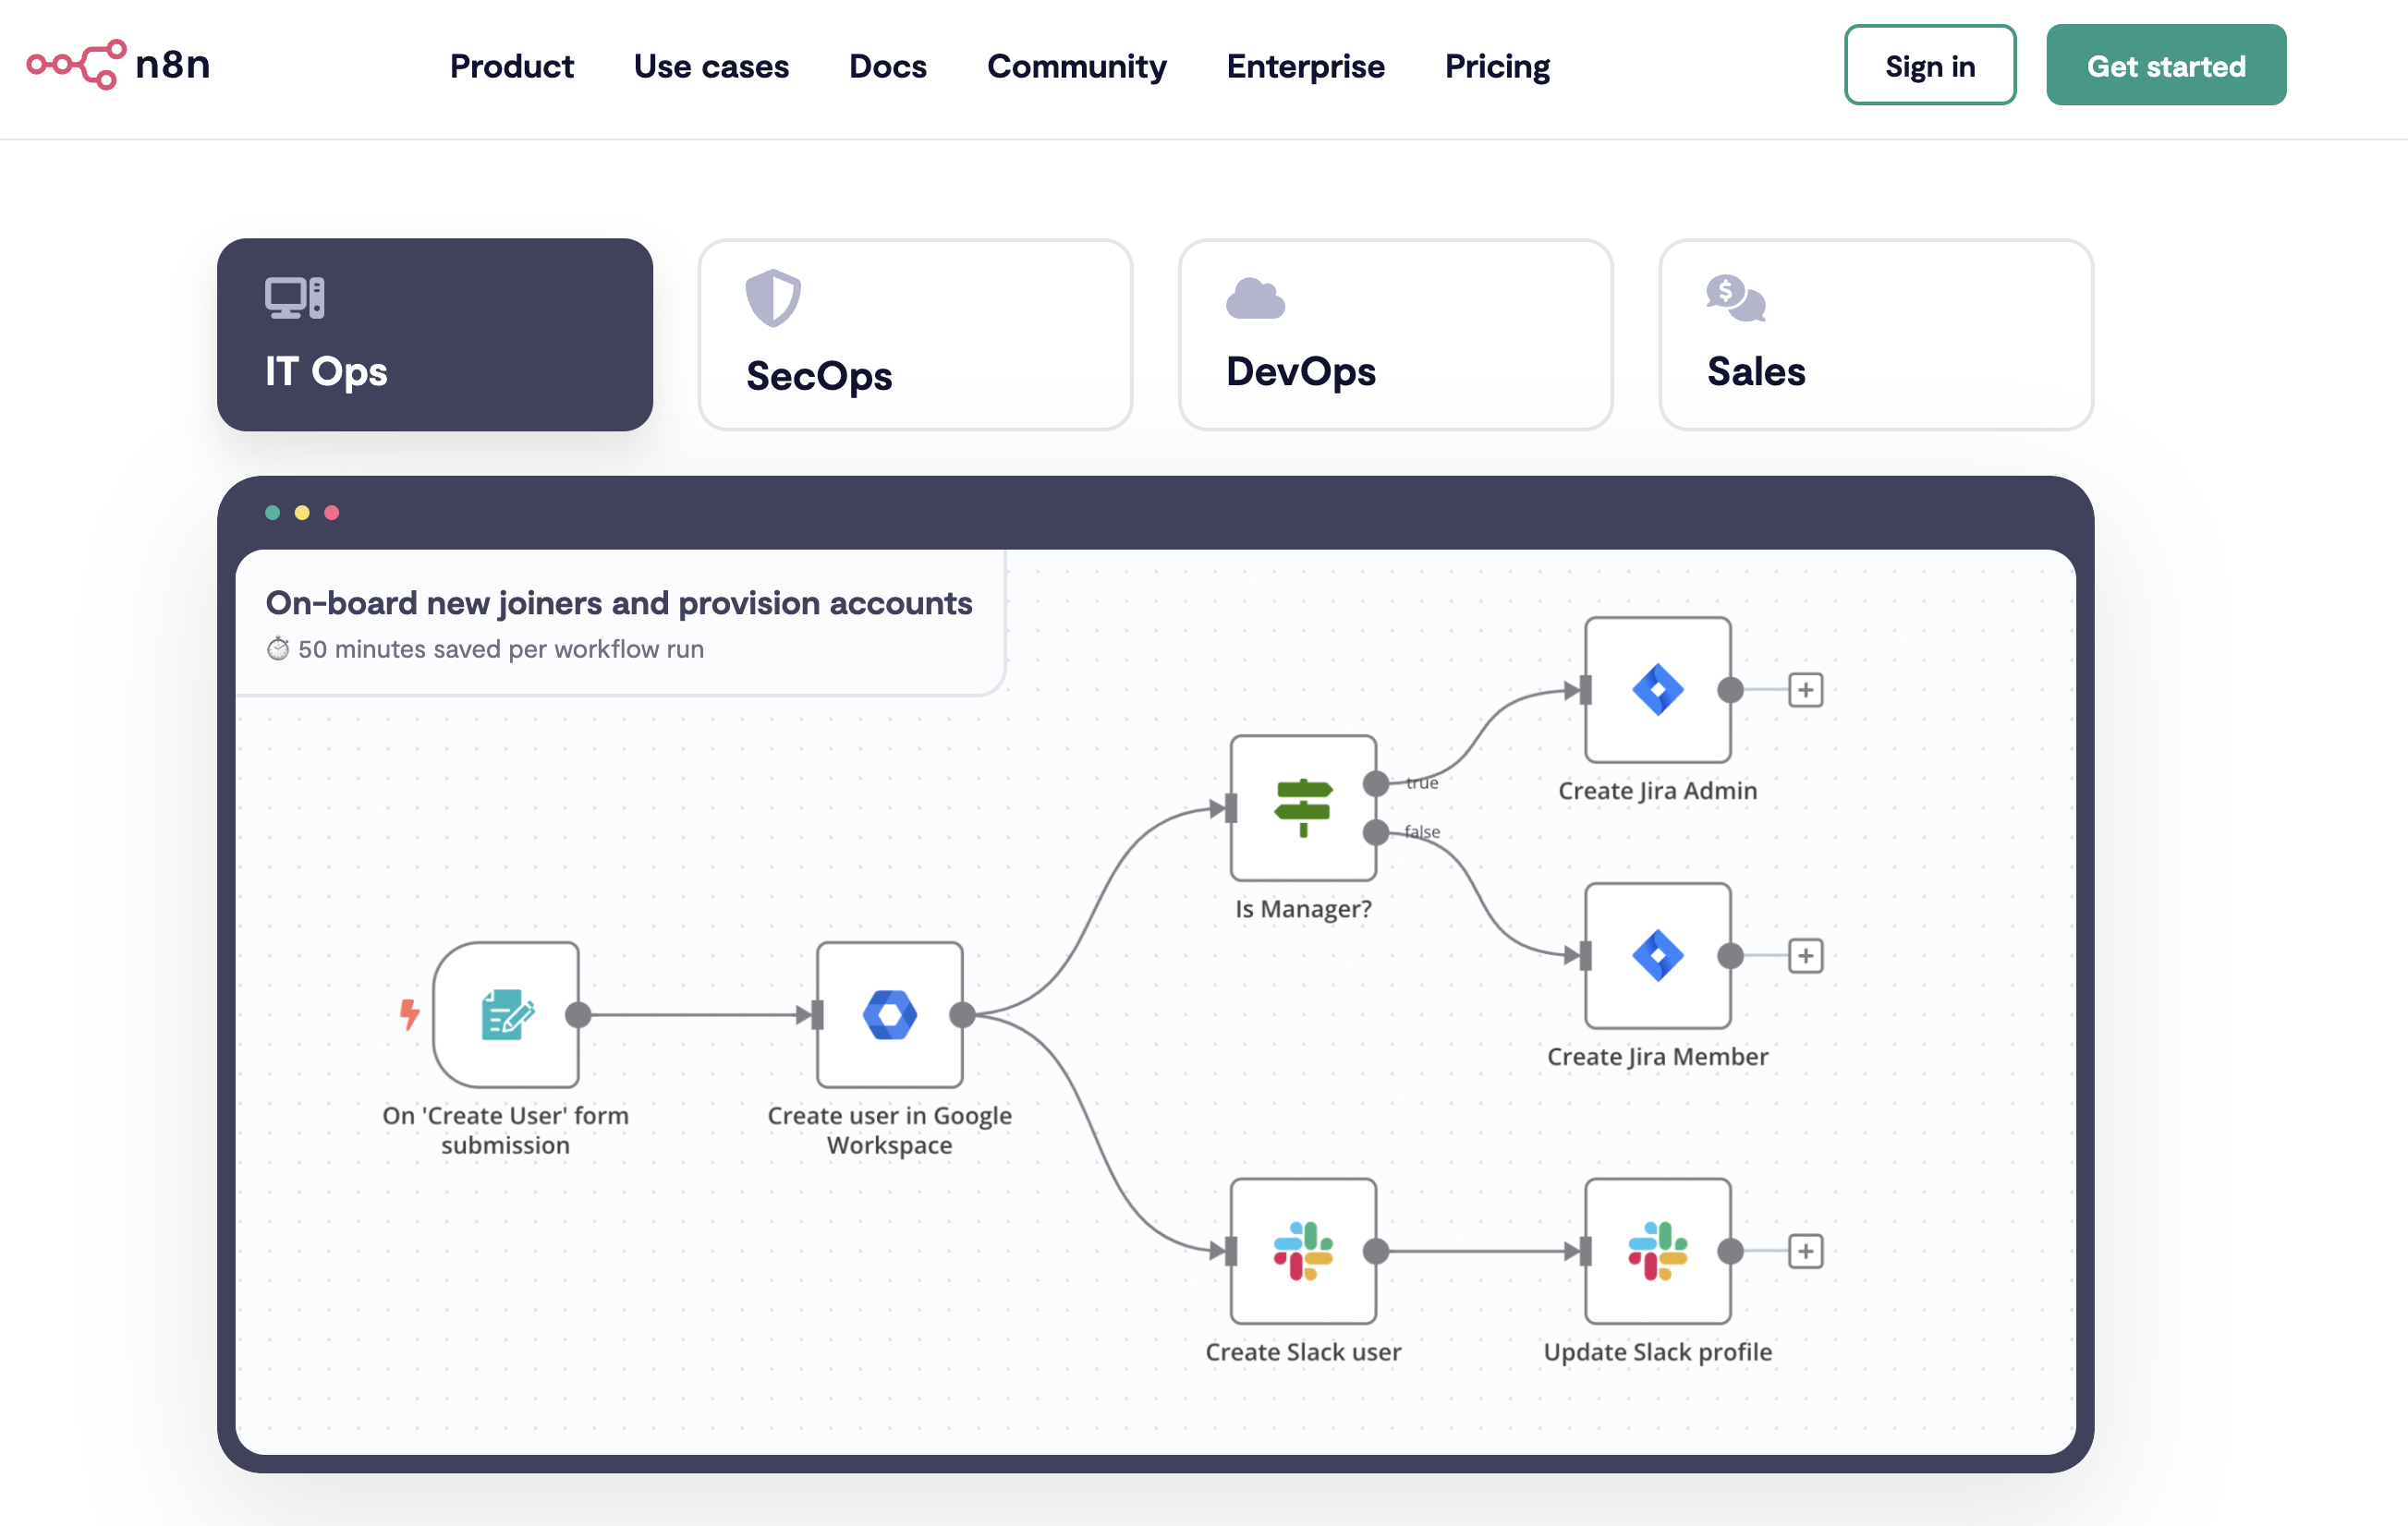 n8n
Product
Use cases
Docs
Community
Enterprise
Pricing
Sign in
Get started
IT Ops
SecOps
DevOps
Sales
On-board new joiners and provision accounts
⏱ 50 minutes saved per workflow run
true
Create Jira Admin
false
Is Manager?
Create Jira Member
On 'Create User' form
submission
Create user in Google
Workspace
Create Slack user
Update Slack profile